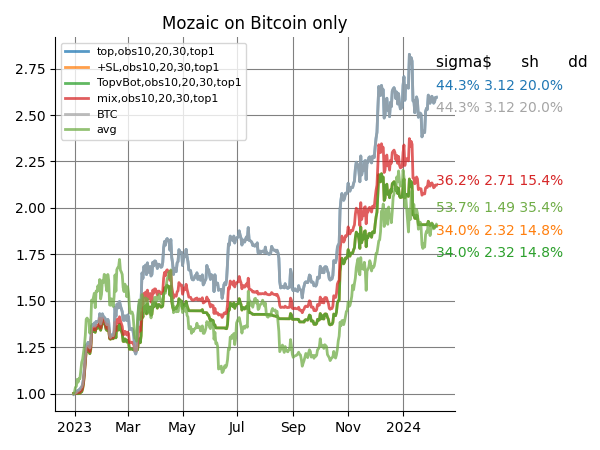 Mozaic on Bitcoin only
top,obs10,20,30,top1
+SL,obs10,20,30,top1
TopvBot,obs10,20,30,top1
mix,obs10,20,30,top1
BTC
avg
sigma$ sh dd
44.3% 3.12 20.0%
44.3% 3.12 20.0%
36.2% 2.71 15.4%
53.7% 1.49 35.4%
34.0% 2.32 14.8%
34.0% 2.32 14.8%
2.75
2.50
2.25
2.00
1.75
1.50
1.25
1.00
2023 Mar May Jul Sep Nov 2024